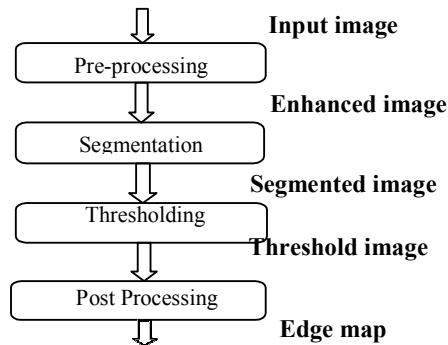 Input image
Pre-processing
Enhanced image
Segmentation
Segmented image
Thresholding
Threshold image
Post Processing
Edge map